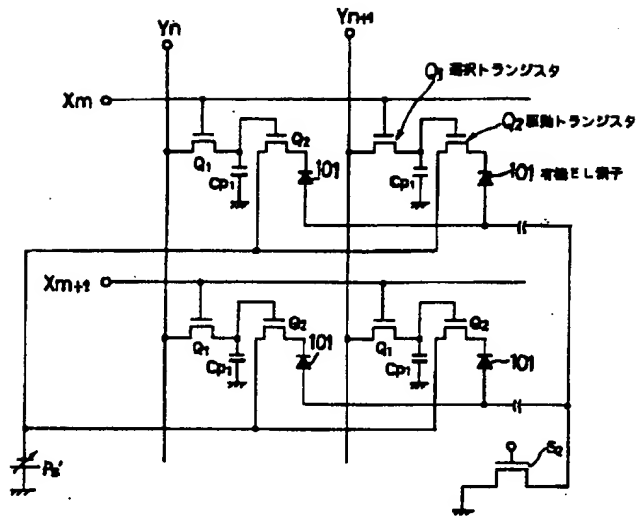 Yn
Yn+1
Xm
Q1 選択トランジスタ
Q2
Q2 駆動トランジスタ
Q1
Cp1
101
Cp1
101 有機EL素子
Xm+1
Q1
Q2
Cp1
101
Q1
Q2
Cp1
101
Ps'
S2